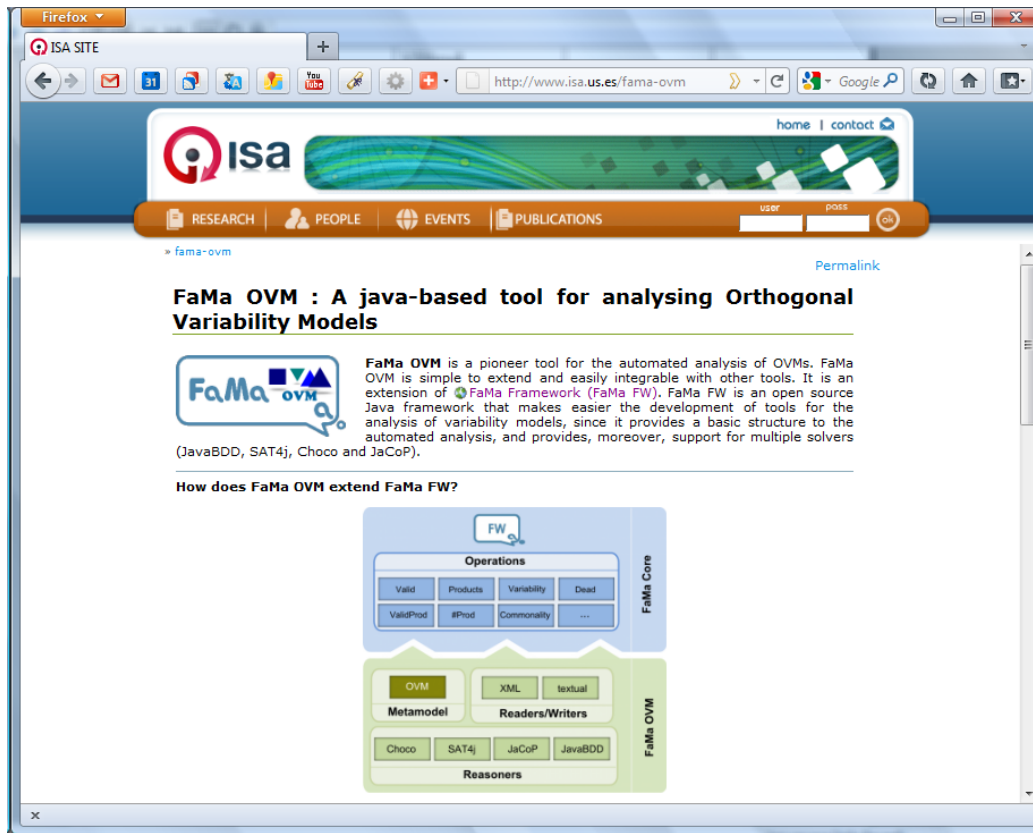 Firefox
ISA SITE
31
You Tube
http://www.isa.us.es/fama-ovm
Google
home | contact
isa
RESEARCH | PEOPLE | EVENTS | PUBLICATIONS
user pass
ok
» fama-ovm
Permalink
FaMa OVM : A java-based tool for analysing Orthogonal
Variability Models
FaMa OVM
FaMa OVM is a pioneer tool for the automated analysis of OVMs. FaMa
OVM is simple to extend and easily integrable with other tools. It is an
extension of FaMa Framework (FaMa FW). FaMa FW is an open source
Java framework that makes easier the development of tools for the
analysis of variability models, since it provides a basic structure to the
automated analysis, and provides, moreover, support for multiple solvers
(JavaBDD, SAT4j, Choco and JaCoP).
How does FaMa OVM extend FaMa FW?
FW
Operations
Valid Products Variability Dead
ValidProd #Prod Commonality ...
FaMa Core
OVM
Metamodel
XML textual
Readers/Writers
Choco SAT4j JaCoP JavaBDD
Reasoners
FaMa OVM
x